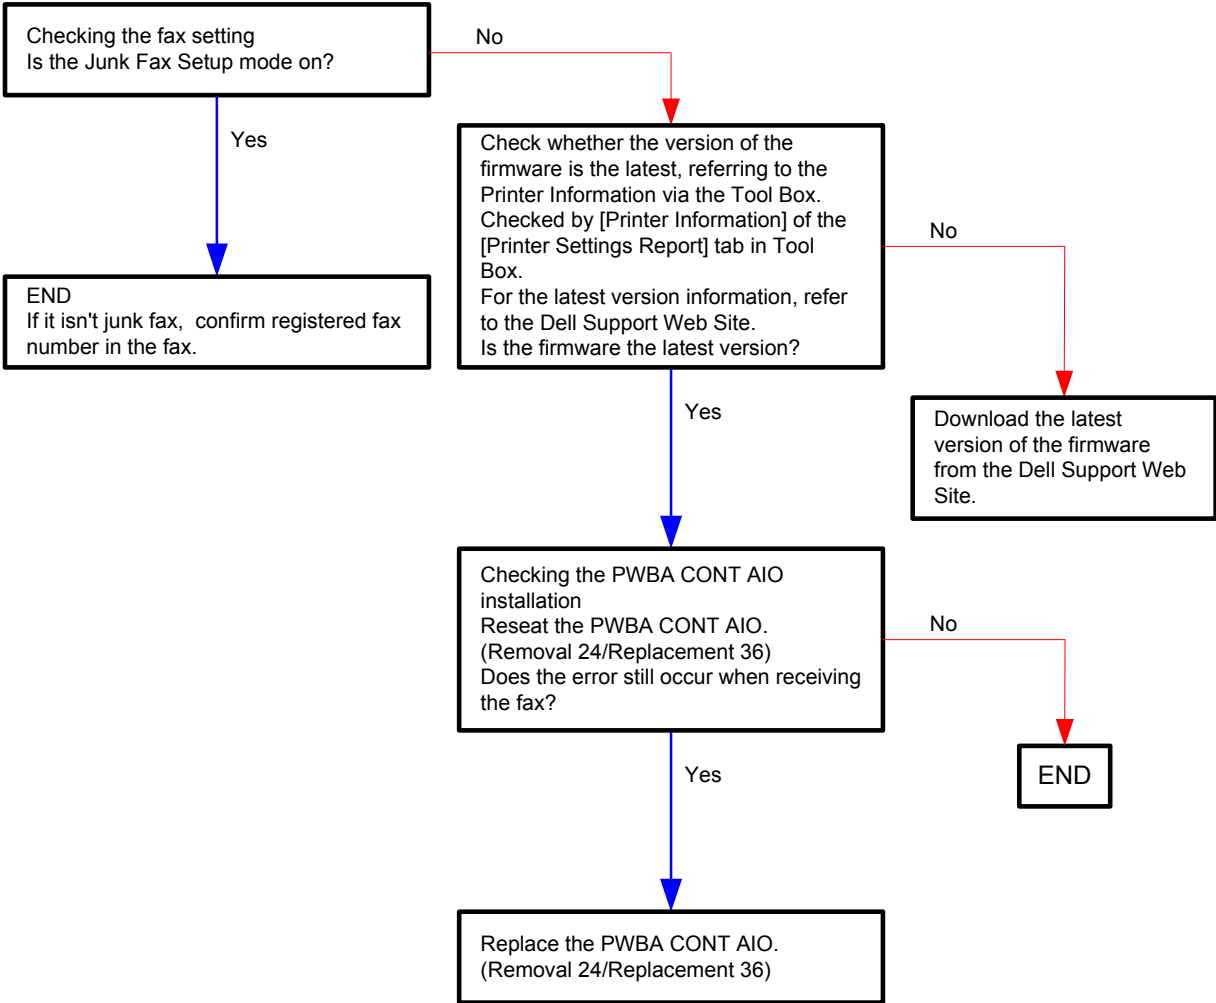 Checking the fax setting
Is the Junk Fax Setup mode on?
No
Yes
Check whether the version of the
firmware is the latest, referring to the
Printer Information via the Tool Box.
Checked by [Printer Information] of the
[Printer Settings Report] tab in Tool
Box.
For the latest version information, refer
to the Dell Support Web Site.
Is the firmware the latest version?
No
END
If it isn't junk fax,  confirm registered fax
number in the fax.
Yes
Download the latest
version of the firmware
from the Dell Support Web
Site.
Checking the PWBA CONT AIO
installation
Reseat the PWBA CONT AIO.
(Removal 24/Replacement 36)
Does the error still occur when receiving
the fax?
No
Yes
END
Replace the PWBA CONT AIO.
(Removal 24/Replacement 36)